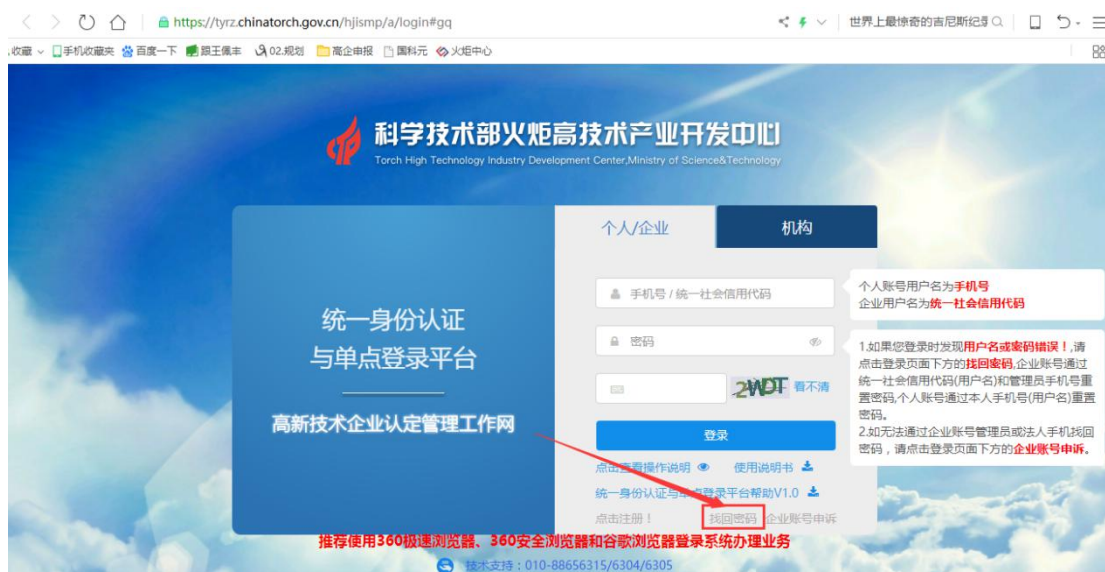 https://tyrz.chinatorch.gov.cn/hjismp/a/login#gq
世界上最惊奇的吉尼斯纪录
收藏 手机收藏夹 百度一下 跟王佩丰 02.规划 高企申报 国科元 火炬中心
科学技术部火炬高技术产业开发中心
Torch High Technology Industry Development Center,Ministry of Science&Technology
个人/企业 机构
手机号 / 统一社会信用代码
个人账号用户名为手机号
企业用户名为统一社会信用代码
统一身份认证
与单点登录平台
高新技术企业认定管理工作网
密码
2WDT 看不清
登录
点击查看操作说明 使用说明书
统一身份认证与单点登录平台帮助V1.0
点击注册! 找回密码 企业账号申诉
1.如果您登录时发现用户名或密码错误!,请
点击登录页面下方的找回密码,企业账号通过
统一社会信用代码(用户名)和管理员手机号重
置密码,个人账号通过本人手机号(用户名)重置
密码。
2.如无法通过企业账号管理员或法人手机找回
密码,请点击登录页面下方的企业账号申诉。
推荐使用360极速浏览器、360安全浏览器和谷歌浏览器登录系统办理业务
技术支持:010-88656315/6304/6305